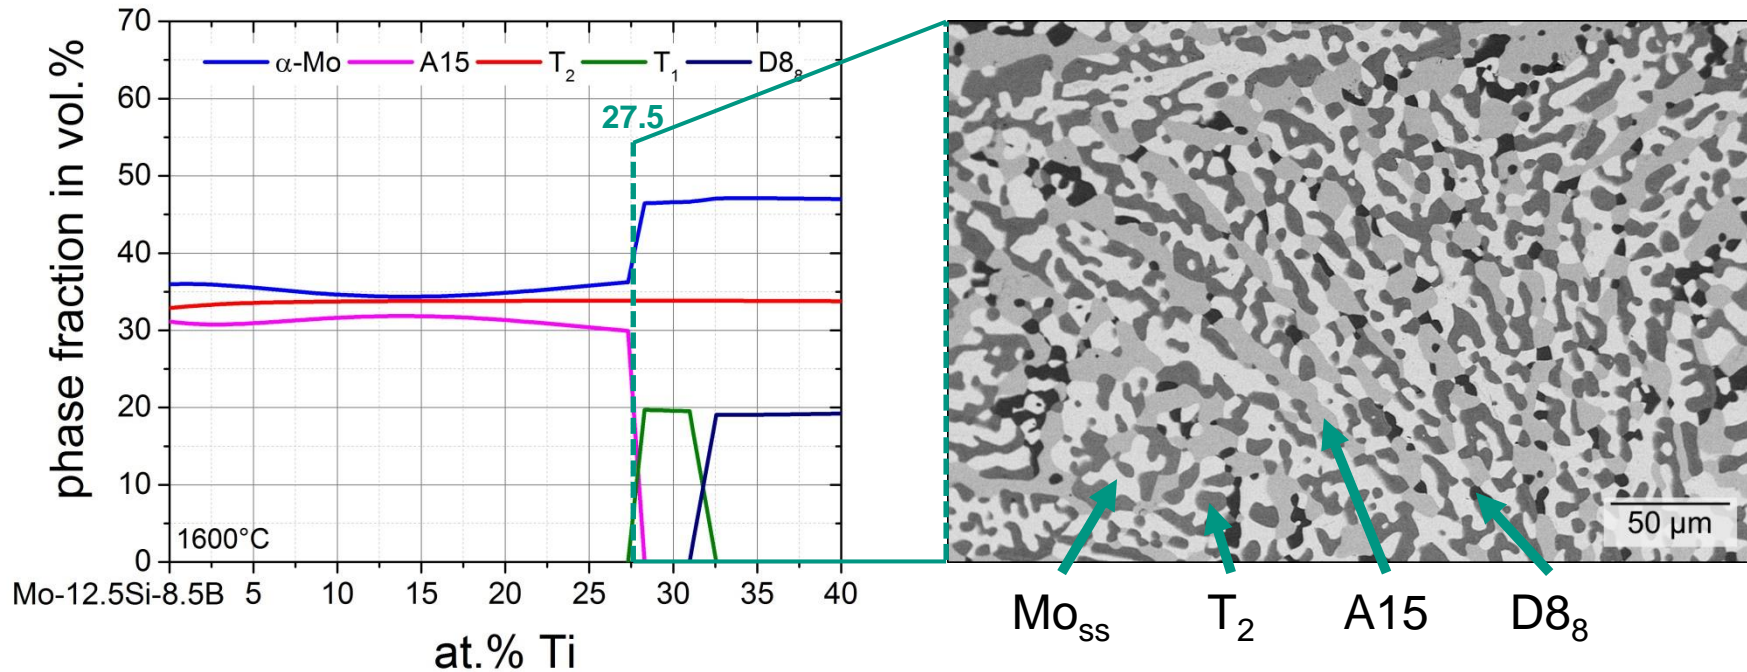 phase fraction in vol.%
70
60
50
40
30
20
10
0
α-Mo A15 T₂ T₁ D8₈
27.5
1600°C
Mo-12.5Si-8.5B 5 10 15 20 25 30 35 40
at.% Ti
50 µm
Moₛₛ T₂ A15 D8₈